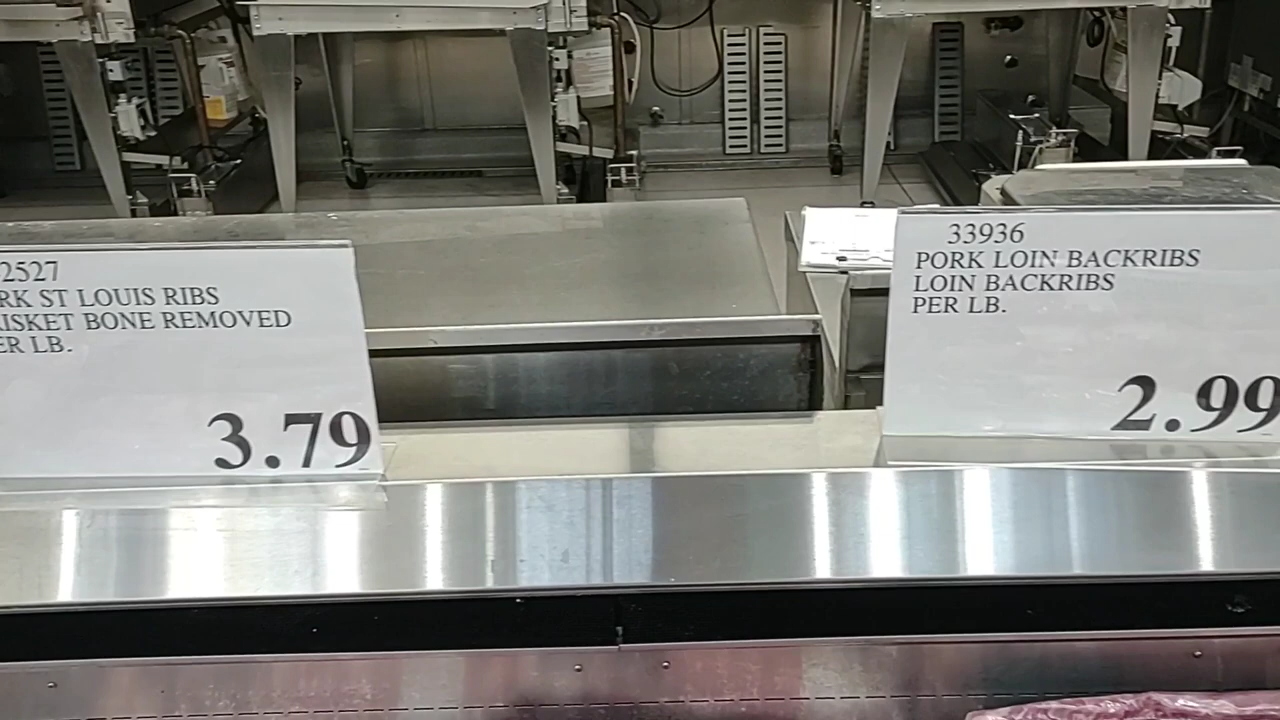 2527
RK ST LOUIS RIBS
ISKET BONE REMOVED
ER LB.
3.79
33936
PORK LOIN BACKRIBS
LOIN BACKRIBS
PER LB.
2.99